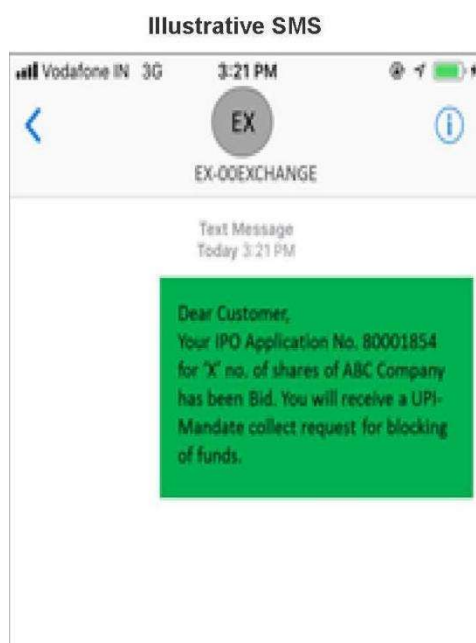 Illustrative SMS
Vodafone IN 3G 3:21 PM
EX
EX-00EXCHANGE
Text Message
Today 3:21 PM
Dear Customer,
Your IPO Application No. 80001854
for 'X' no. of shares of ABC Company
has been Bid. You will receive a UPI-
Mandate collect request for blocking
of funds.